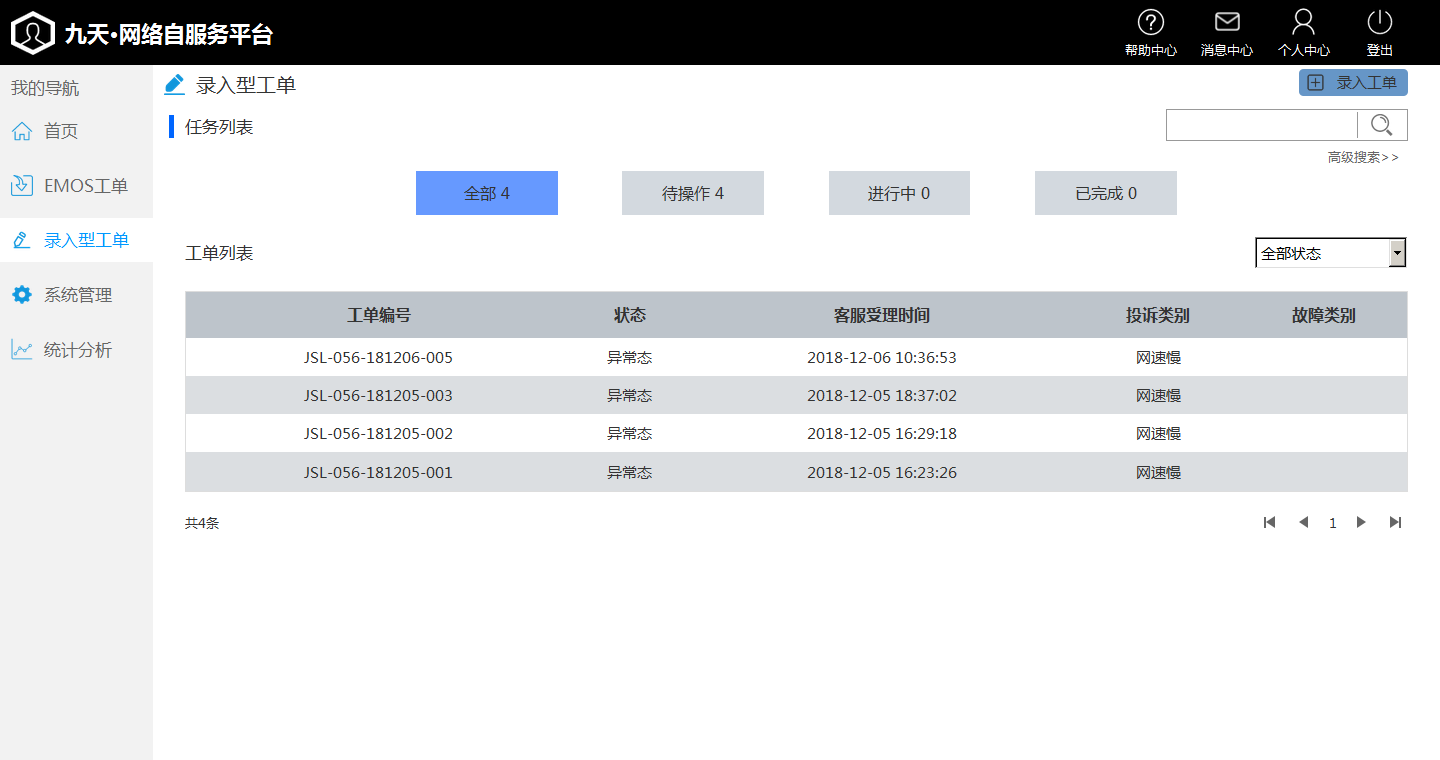 九天·网络自服务平台
帮助中心 消息中心 个人中心 登出
我的导航
首页
EMOS工单
录入型工单
系统管理
统计分析
录入型工单
录入工单
任务列表
高级搜索>>
全部 4 待操作 4 进行中 0 已完成 0
工单列表
全部状态
工单编号 状态 客服受理时间 投诉类别 故障类别
JSL-056-181206-005 异常态 2018-12-06 10:36:53 网速慢
JSL-056-181205-003 异常态 2018-12-05 18:37:02 网速慢
JSL-056-181205-002 异常态 2018-12-05 16:29:18 网速慢
JSL-056-181205-001 异常态 2018-12-05 16:23:26 网速慢
共4条
1